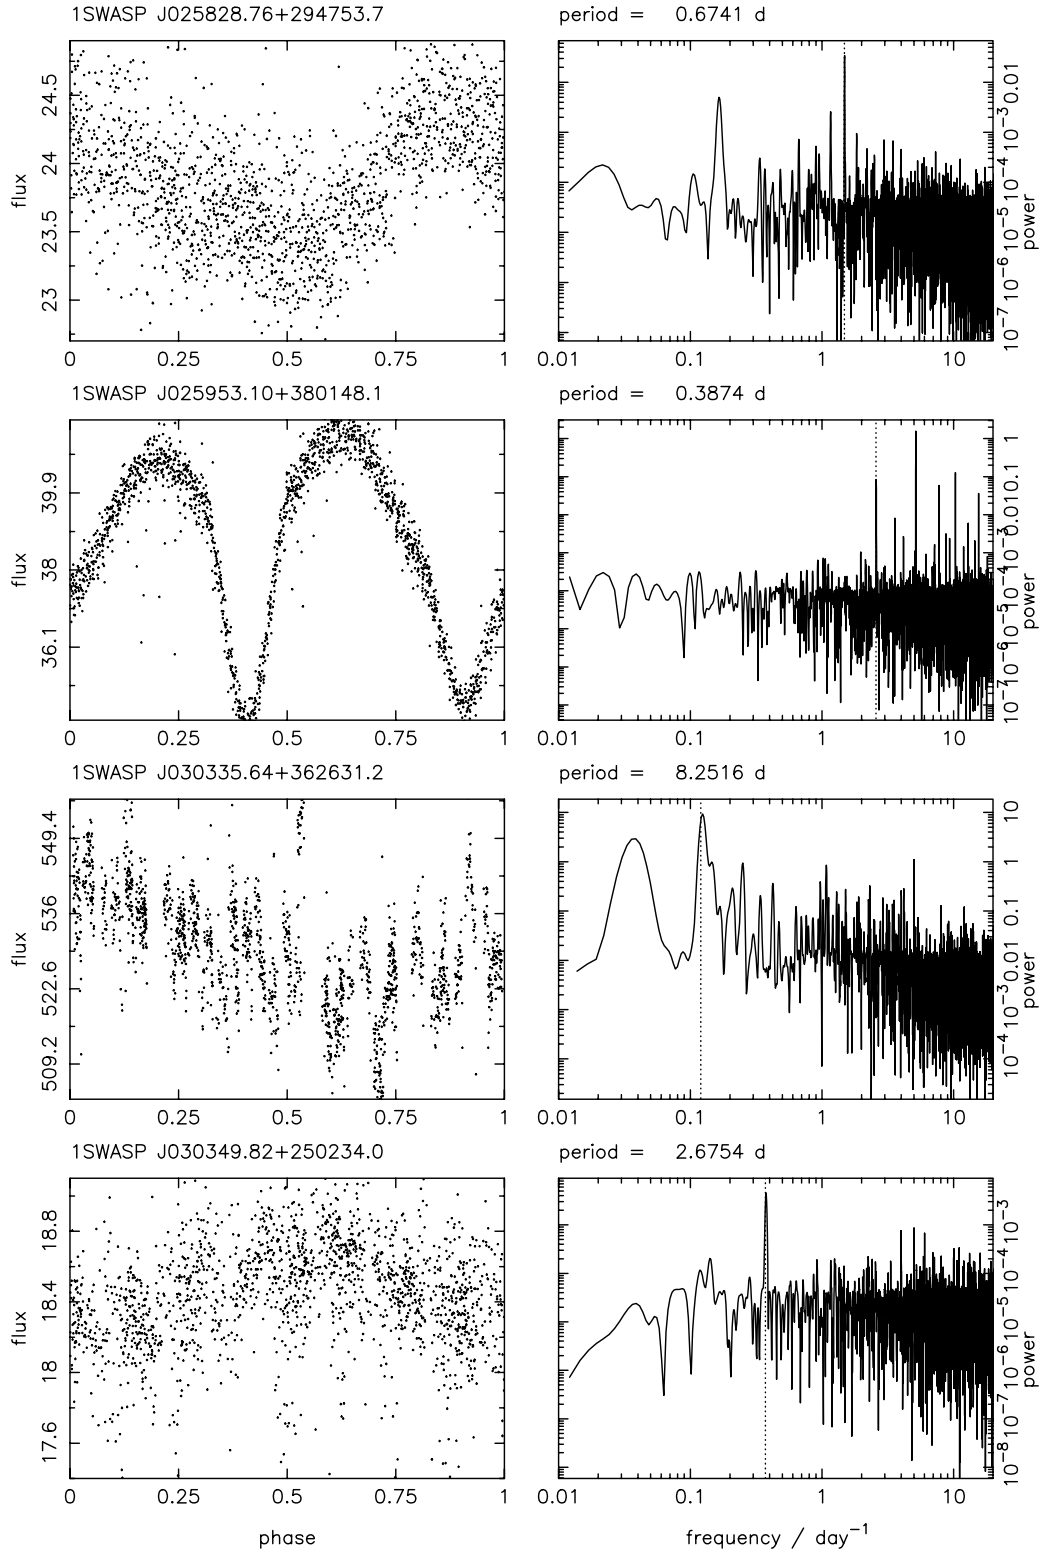 1SWASP J025828.76+294753.7
period = 0.6741 d
24.5
24
23.5
23
flux
0 0.25 0.5 0.75 1
0.01
10⁻³
10⁻⁴
10⁻⁵
10⁻⁶
10⁻⁷
power
0.01 0.1 1 10
1SWASP J025953.10+380148.1
period = 0.3874 d
39.9
38
36.1
flux
0 0.25 0.5 0.75 1
1
0.1
0.01
10⁻³
10⁻⁴
10⁻⁵
10⁻⁶
10⁻⁷
power
0.01 0.1 1 10
1SWASP J030335.64+362631.2
period = 8.2516 d
549.4
536
522.6
509.2
flux
0 0.25 0.5 0.75 1
10
1
0.1
0.01
10⁻³
10⁻⁴
power
0.01 0.1 1 10
1SWASP J030349.82+250234.0
period = 2.6754 d
18.8
18.4
18
17.6
flux
0 0.25 0.5 0.75 1
phase
10⁻³
10⁻⁴
10⁻⁵
10⁻⁶
10⁻⁷
10⁻⁸
power
0.01 0.1 1 10
frequency / day⁻¹